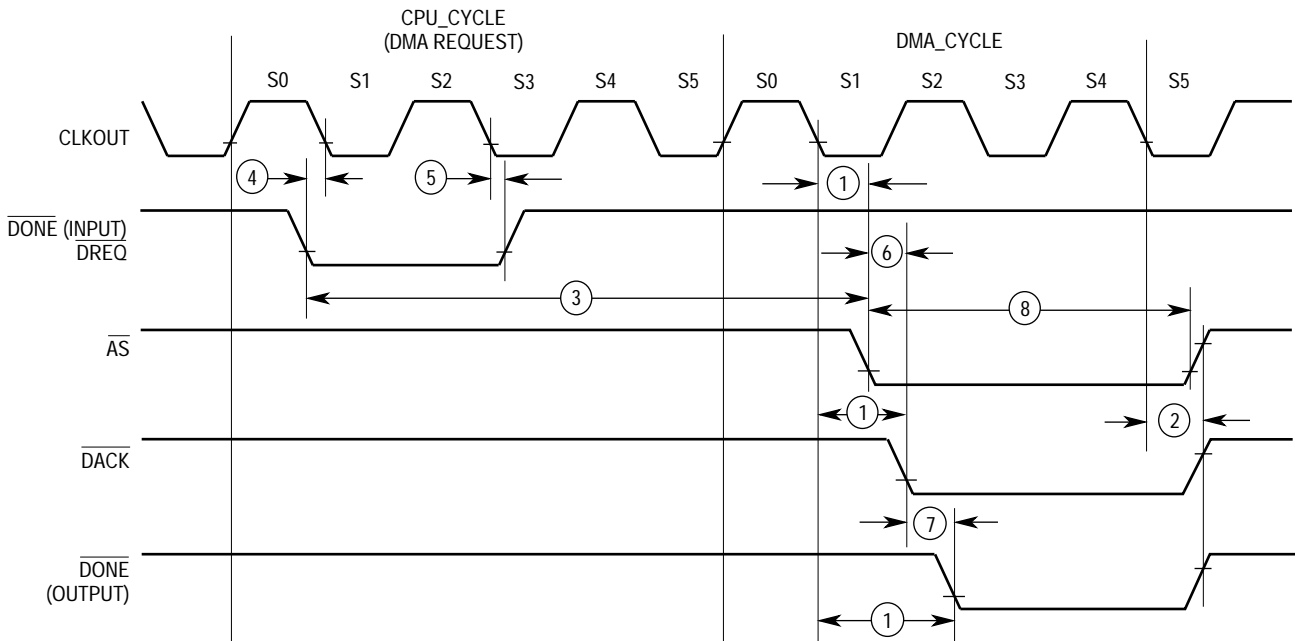 CPU_CYCLE
(DMA REQUEST)
DMA_CYCLE
S0 S1 S2 S3 S4 S5 S0 S1 S2 S3 S4 S5
CLKOUT
4 5 1
DONE (INPUT)
DREQ
6
3
8
AS
1
2
DACK
7
DONE
(OUTPUT)
1